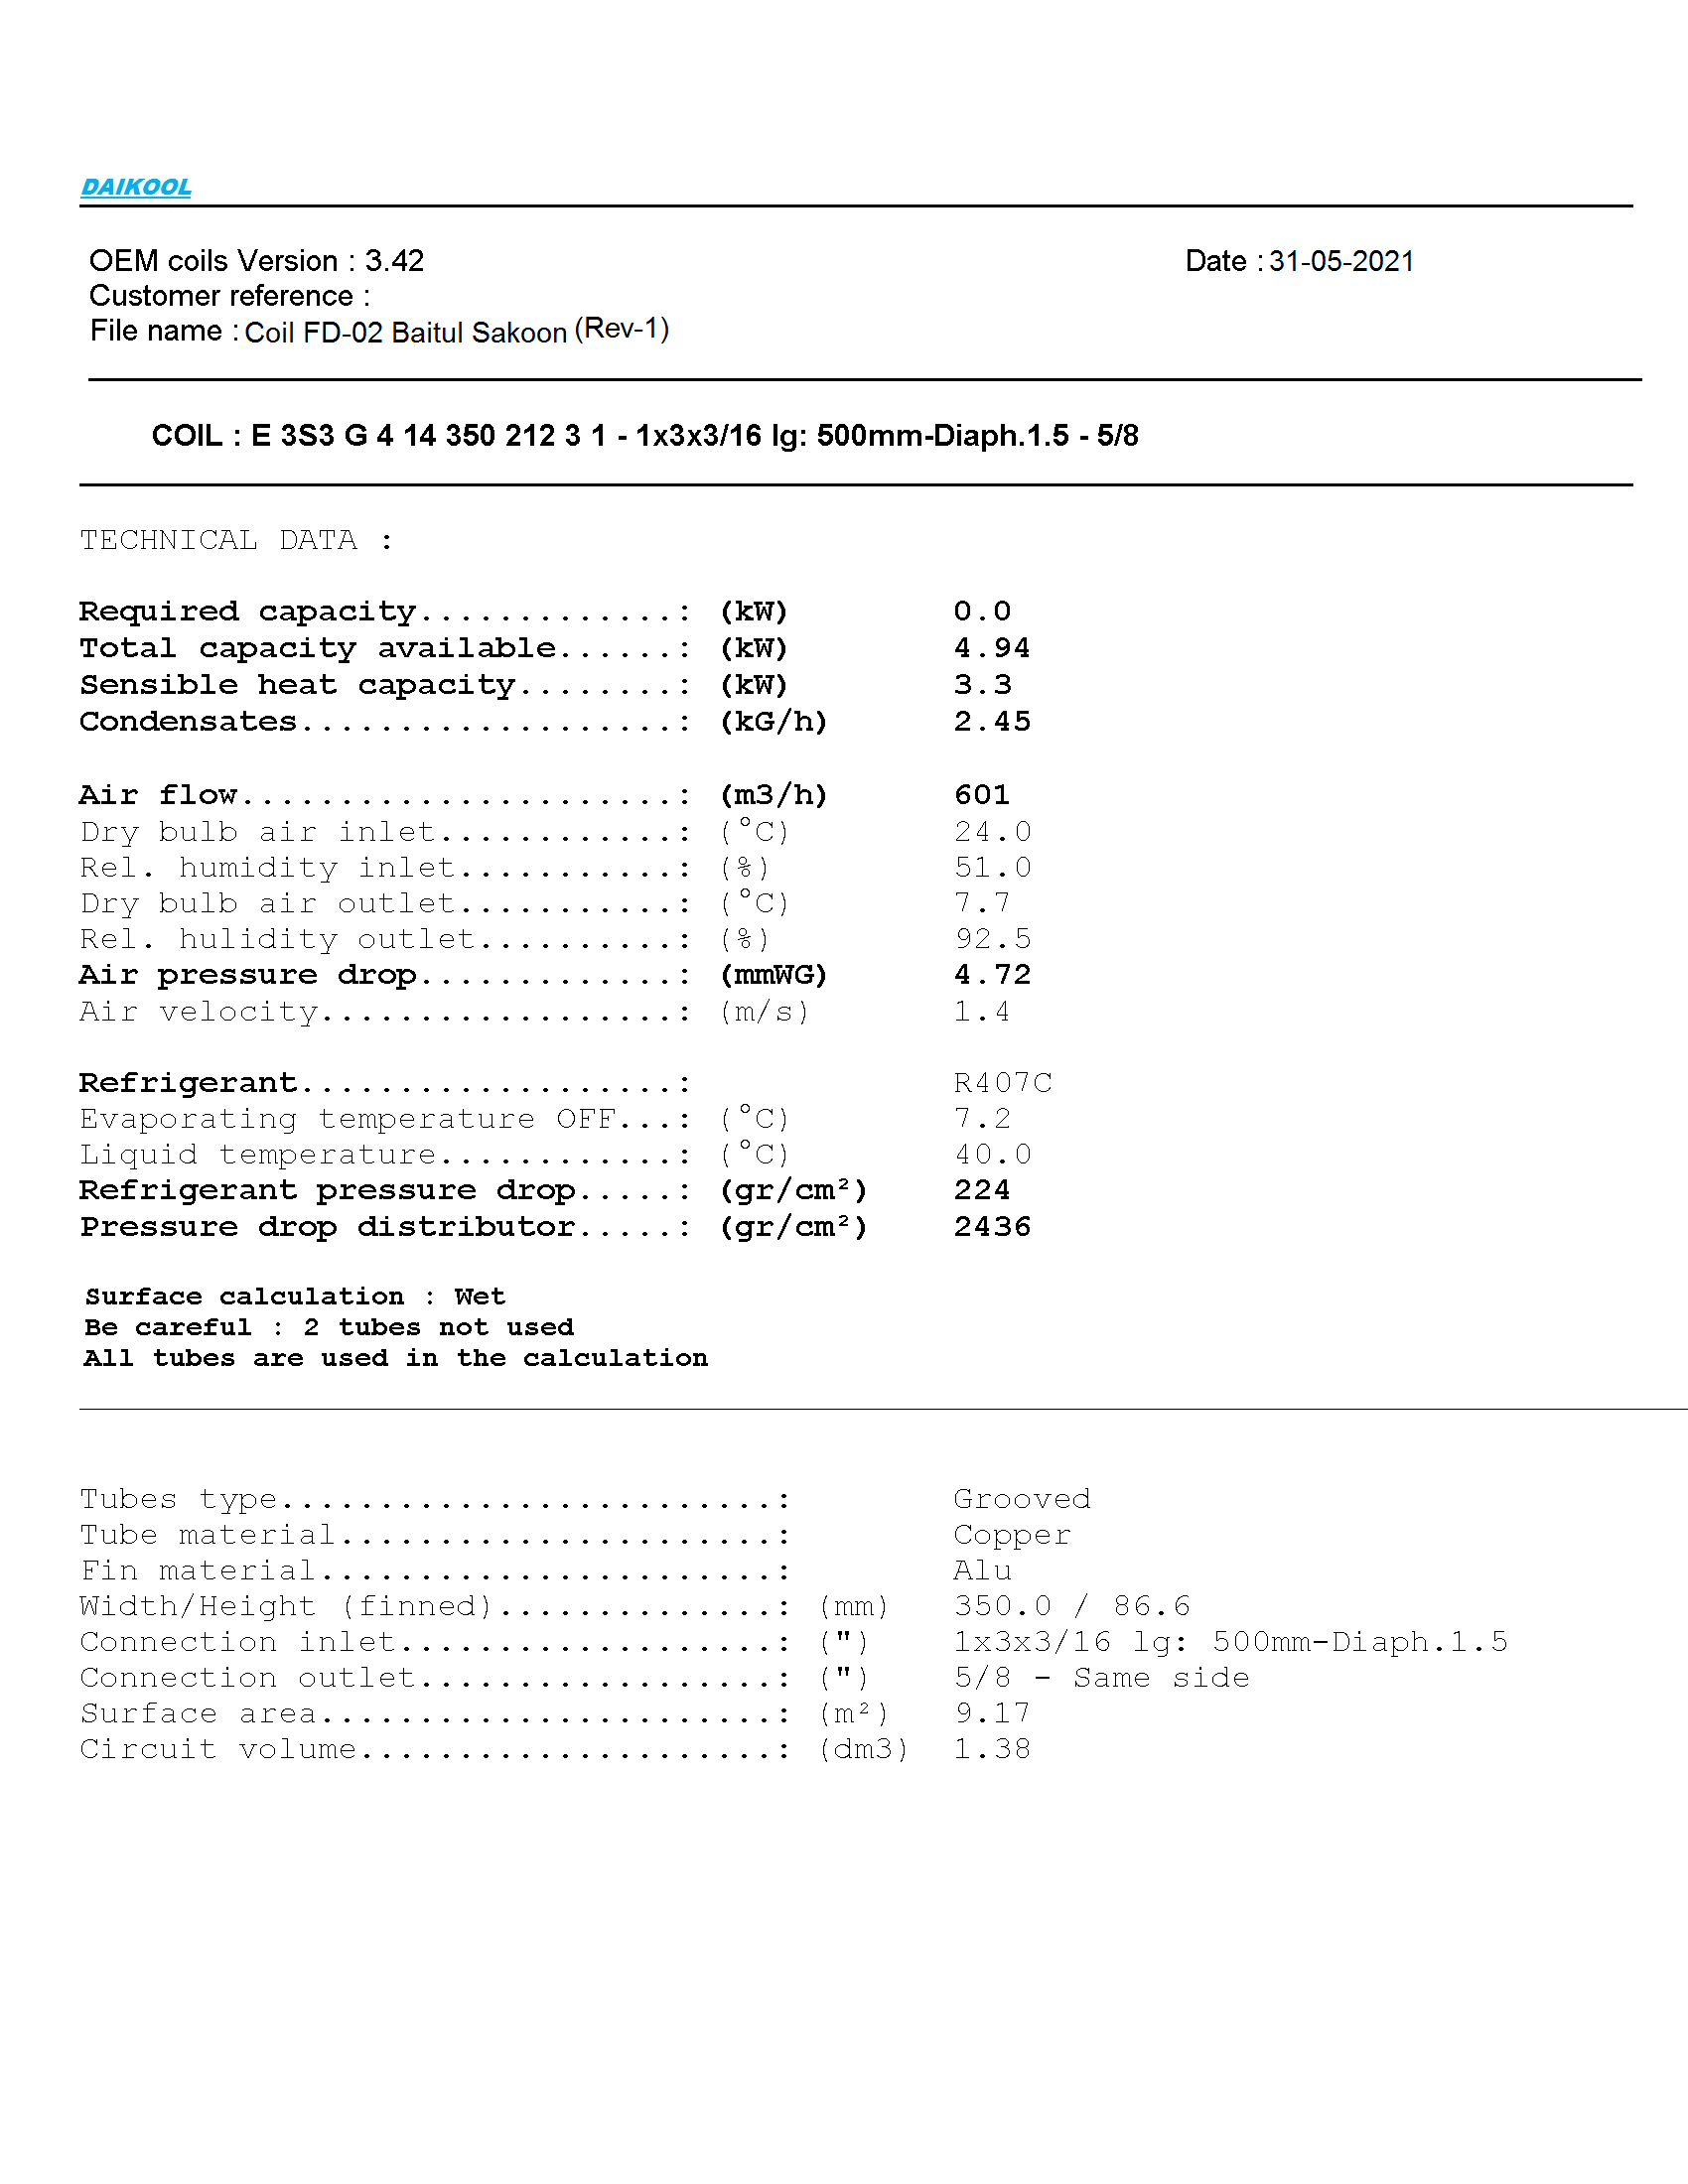 DAIKOOL
OEM coils Version : 3.42 Date : 31-05-2021
Customer reference :
File name : Coil FD-02 Baitul Sakoon (Rev-1)
COIL : E 3S3 G 4 14 350 212 3 1 - 1x3x3/16 lg: 500mm-Diaph.1.5 - 5/8
TECHNICAL DATA :
Required capacity.............: (kW) 0.0
Total capacity available......: (kW) 4.94
Sensible heat capacity........: (kW) 3.3
Condensates...................: (kG/h) 2.45
Air flow......................: (m3/h) 601
Dry bulb air inlet............: (°C) 24.0
Rel. humidity inlet...........: (%) 51.0
Dry bulb air outlet...........: (°C) 7.7
Rel. hulidity outlet..........: (%) 92.5
Air pressure drop.............: (mmWG) 4.72
Air velocity..................: (m/s) 1.4
Refrigerant...................: R407C
Evaporating temperature OFF...: (°C) 7.2
Liquid temperature............: (°C) 40.0
Refrigerant pressure drop.....: (gr/cm²) 224
Pressure drop distributor.....: (gr/cm²) 2436
Surface calculation : Wet
Be careful : 2 tubes not used
All tubes are used in the calculation
Tubes type.........................: Grooved
Tube material......................: Copper
Fin material.......................: Alu
Width/Height (finned)..............: (mm) 350.0 / 86.6
Connection inlet...................: (") 1x3x3/16 lg: 500mm-Diaph.1.5
Connection outlet..................: (") 5/8 - Same side
Surface area.......................: (m²) 9.17
Circuit volume.....................: (dm3) 1.38